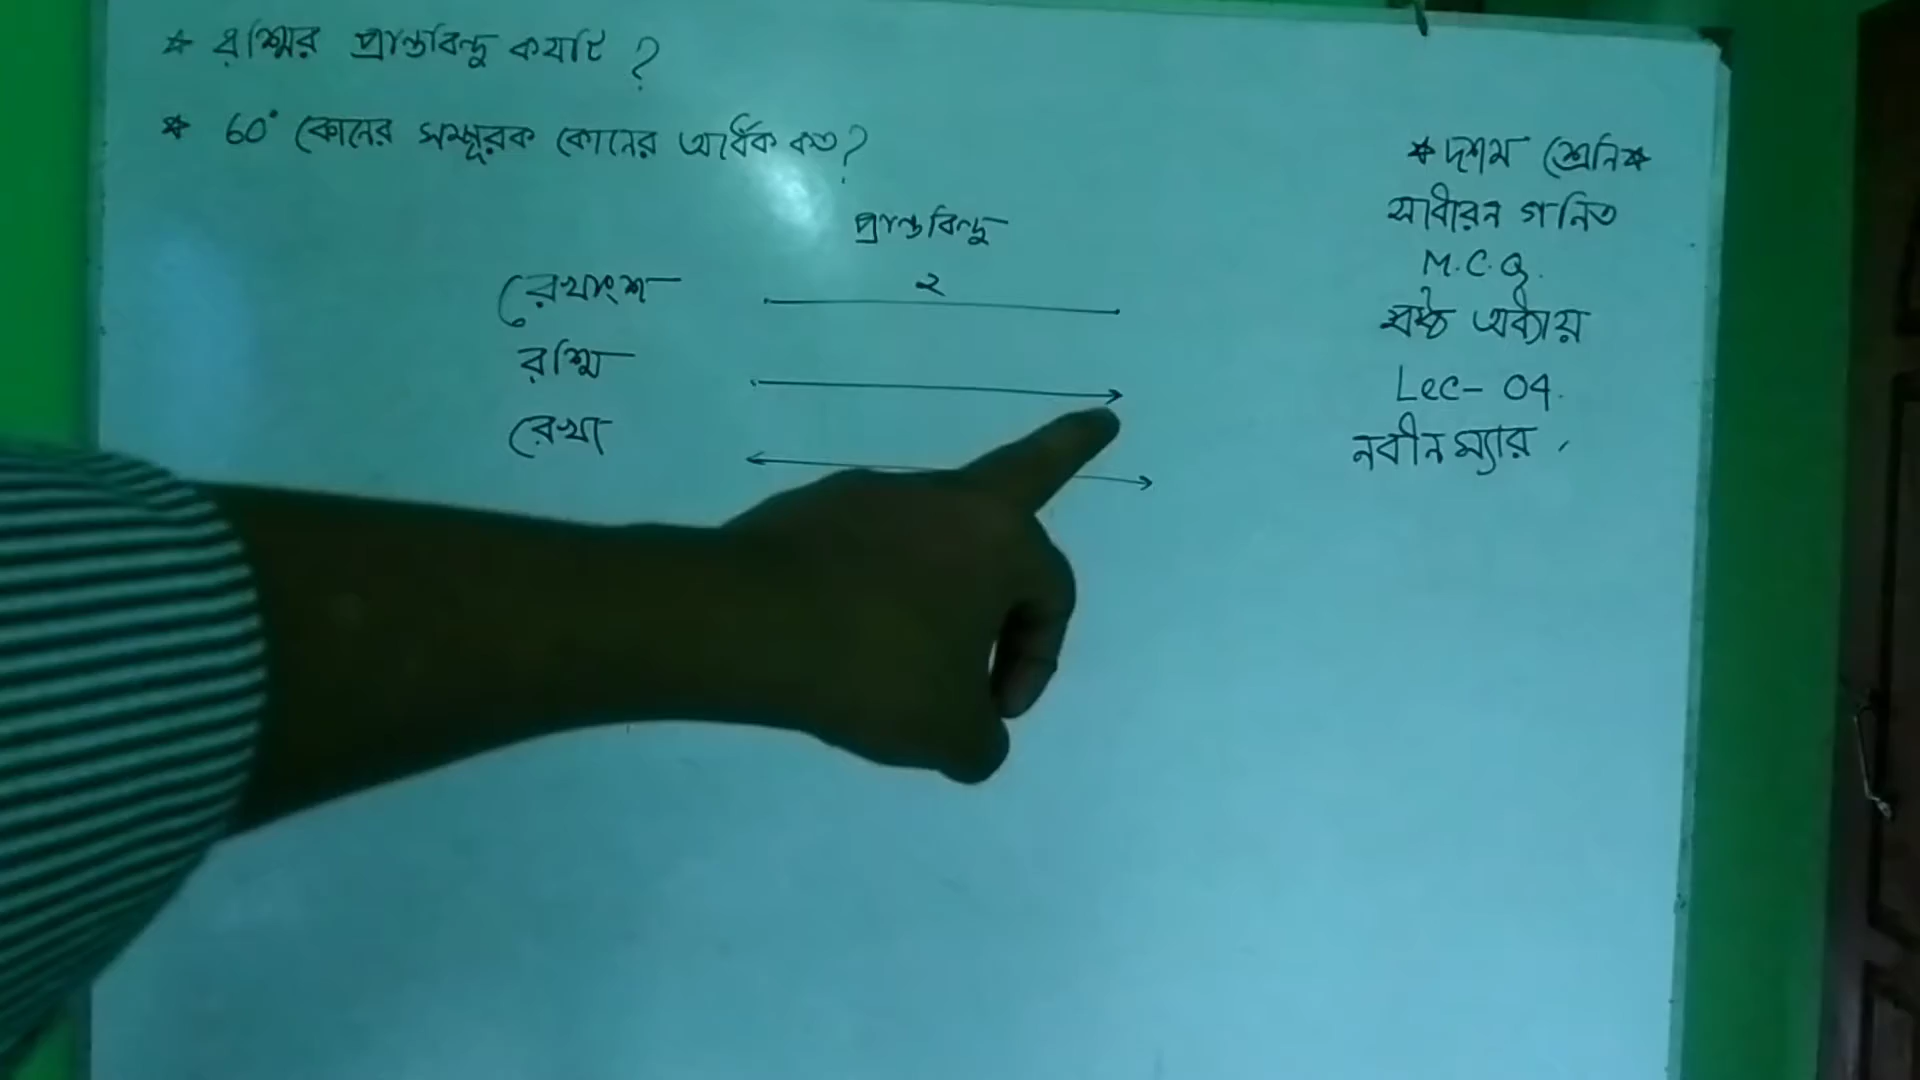 * রশ্মির প্রান্তবিন্দু কয়টি ?
* 60° কোনের সম্পূরক কোনের অর্ধেক কত ?
প্রান্তবিন্দু
রেখাংশ ২
রশ্মি
রেখা
* দশম শ্রেনি *
সাধারন গনিত
M.C.Q.
ষষ্ঠ অধ্যায়
Lec- 04.
নবীন স্যার